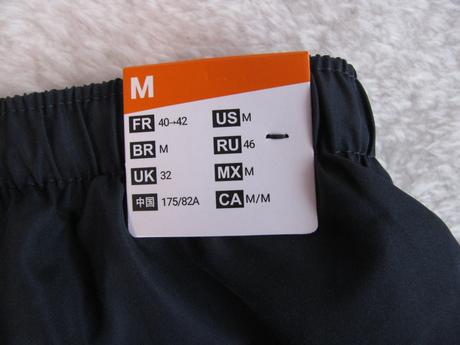 M
FR 40→42 US M
BR M RU 46
UK 32 MX M
中国 175/82A CA M/M